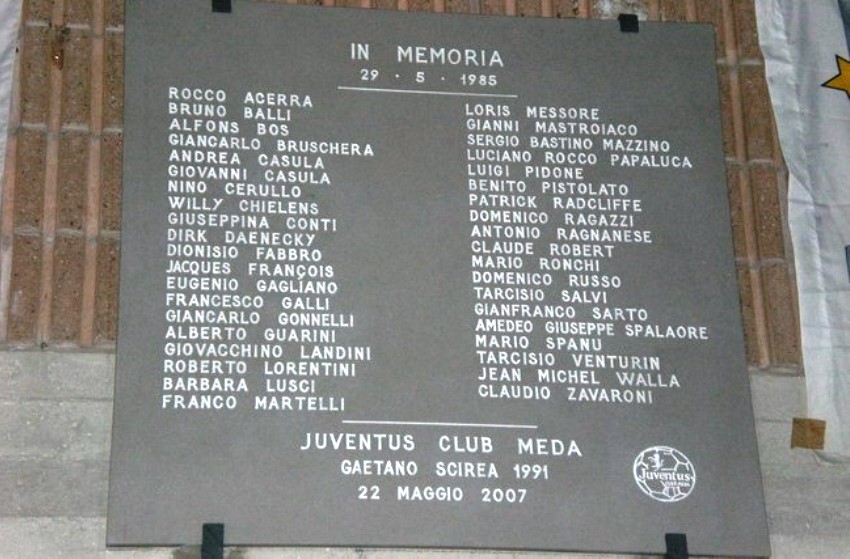 IN MEMORIA
29 · 5 · 1985
ROCCO ACERRA
BRUNO BALLI
ALFONS BOS
GIANCARLO BRUSCHERA
ANDREA CASULA
GIOVANNI CASULA
NINO CERULLO
WILLY CHIELENS
GIUSEPPINA CONTI
DIRK DAENECKY
DIONISIO FABBRO
JACQUES FRANÇOIS
EUGENIO GAGLIANO
FRANCESCO GALLI
GIANCARLO GONNELLI
ALBERTO GUARINI
GIOVACCHINO LANDINI
ROBERTO LORENTINI
BARBARA LUSCI
FRANCO MARTELLI
LORIS MESSORE
GIANNI MASTROIACO
SERGIO BASTINO MAZZINO
LUCIANO ROCCO PAPALUCA
LUIGI PIDONE
BENITO PISTOLATO
PATRICK RADCLIFFE
DOMENICO RAGAZZI
ANTONIO RAGNANESE
CLAUDE ROBERT
MARIO RONCHI
DOMENICO RUSSO
TARCISIO SALVI
GIANFRANCO SARTO
AMEDEO GIUSEPPE SPALAORE
MARIO SPANU
TARCISIO VENTURIN
JEAN MICHEL WALLA
CLAUDIO ZAVARONI
JUVENTUS CLUB MEDA
GAETANO SCIREA 1991
22 MAGGIO 2007
Juventus